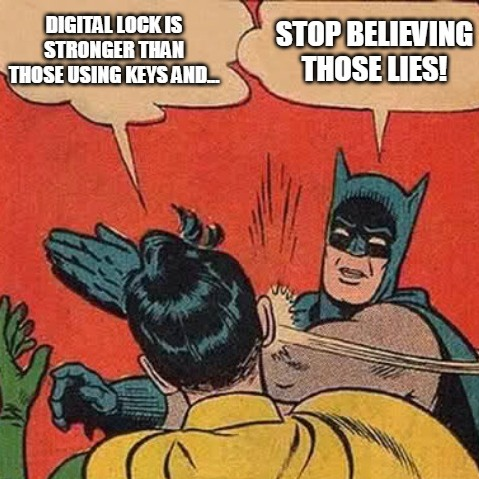 DIGITAL LOCK IS
STRONGER THAN
THOSE USING KEYS AND...
STOP BELIEVING
THOSE LIES!